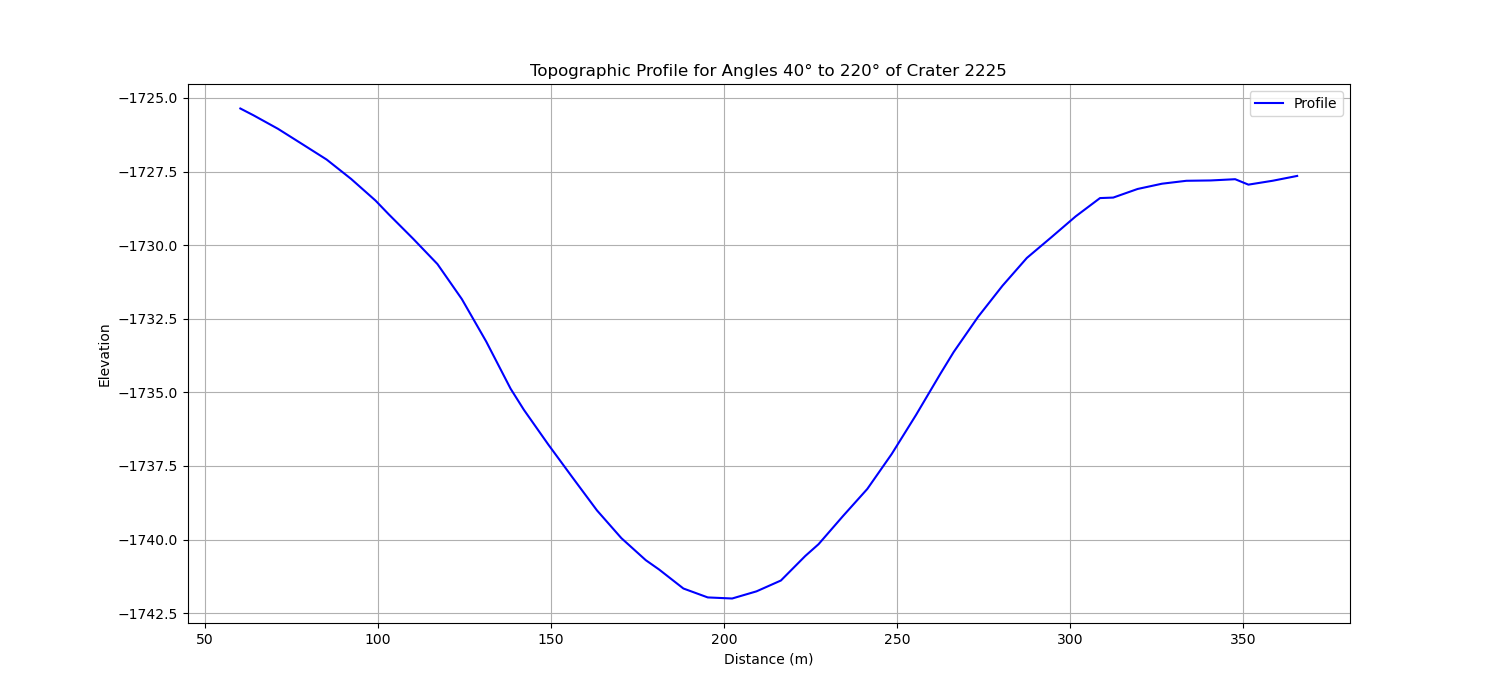 Topographic Profile for Angles 40° to 220° of Crater 2225
Profile
−1725.0
−1727.5
−1730.0
−1732.5
−1735.0
−1737.5
−1740.0
−1742.5
Elevation
50 100 150 200 250 300 350
Distance (m)